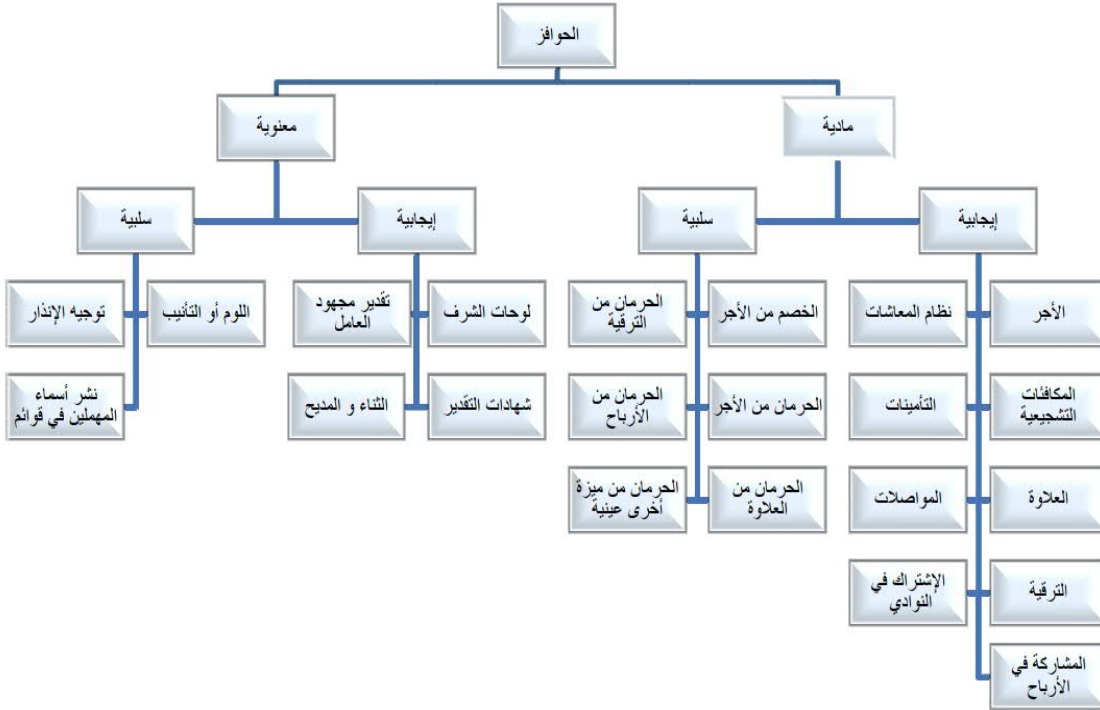 الحوافز
مادية
معنوية
إيجابية
سلبية
إيجابية
سلبية
الأجر
نظام المعاشات
المكافئات
التشجيعية
التأمينات
العلاوة
المواصلات
الترقية
الإشتراك في
النوادي
المشاركة في
الأرباح
الخصم من الأجر
الحرمان من
الترقية
الحرمان من الأجر
الحرمان من
الأرباح
الحرمان من
العلاوة
الحرمان من ميزة
أخرى عينية
لوحات الشرف
تقدير مجهود
العامل
شهادات التقدير
الثناء و المديح
اللوم أو التأنيب
توجيه الإنذار
نشر أسماء
المهملين في قوائم